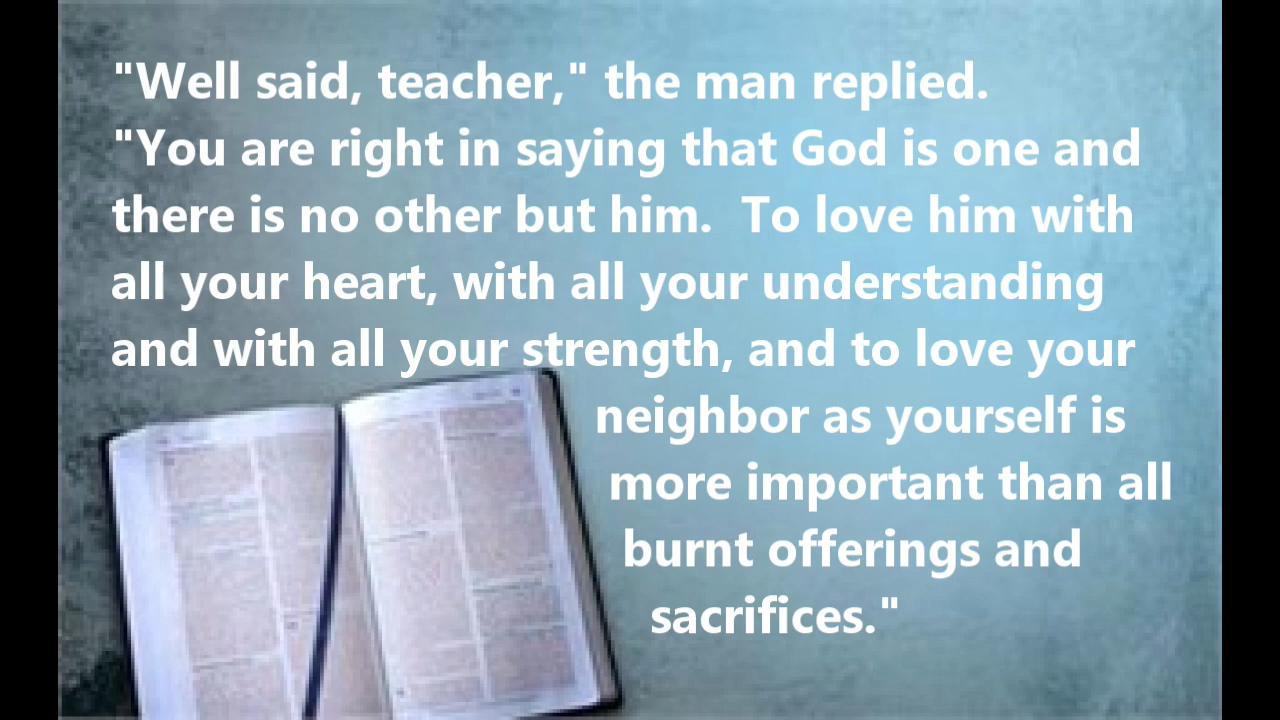 "Well said, teacher," the man replied.
"You are right in saying that God is one and
there is no other but him.  To love him with
all your heart, with all your understanding
and with all your strength, and to love your
neighbor as yourself is
more important than all
burnt offerings and
sacrifices."